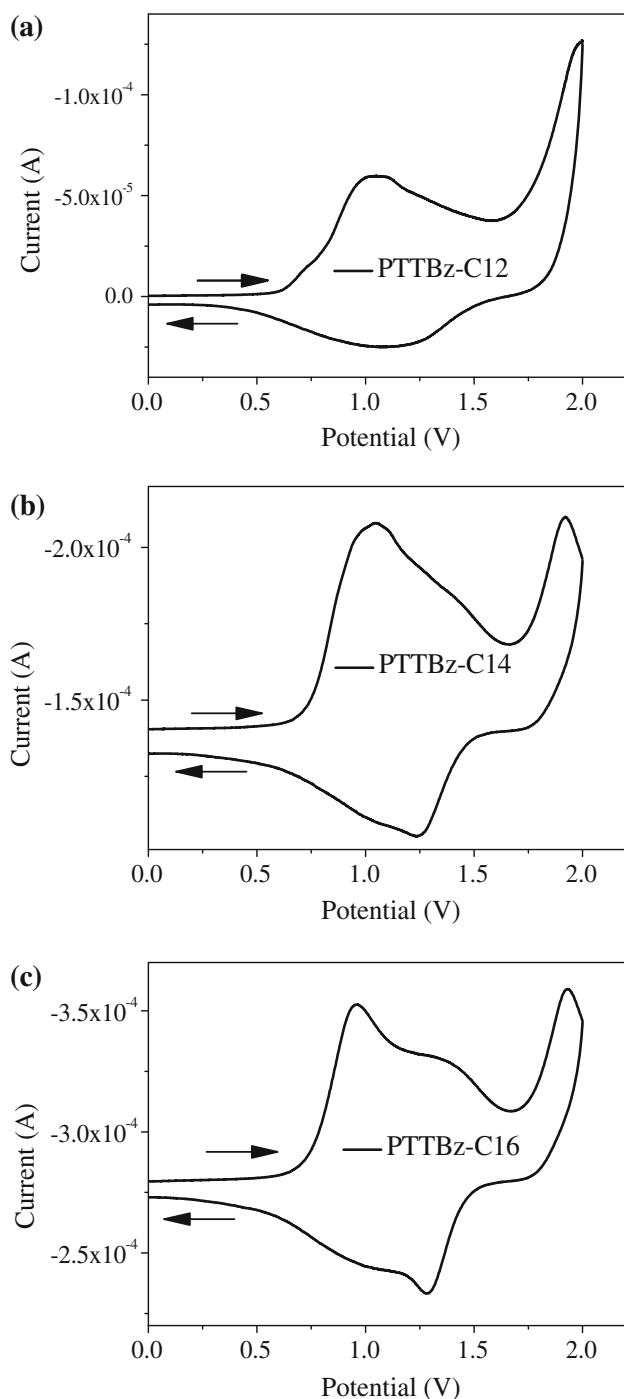 (a)
-1.0x10⁻⁴
-5.0x10⁻⁵
0.0
Current (A)
PTTBz-C12
0.0 0.5 1.0 1.5 2.0
Potential (V)
(b)
-2.0x10⁻⁴
-1.5x10⁻⁴
Current (A)
PTTBz-C14
0.0 0.5 1.0 1.5 2.0
Potential (V)
(c)
-3.5x10⁻⁴
-3.0x10⁻⁴
-2.5x10⁻⁴
Current (A)
PTTBz-C16
0.0 0.5 1.0 1.5 2.0
Potential (V)